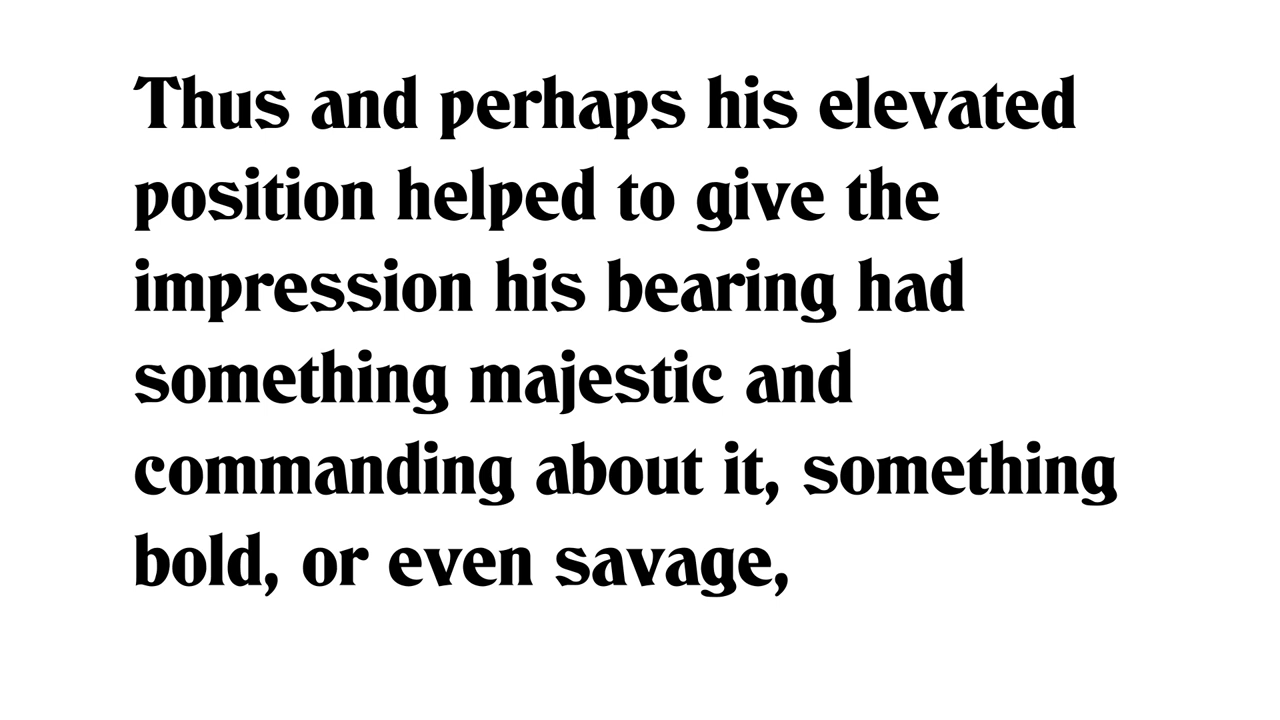 Thus and perhaps his elevated
position helped to give the
impression his bearing had
something majestic and
commanding about it, something
bold, or even savage,